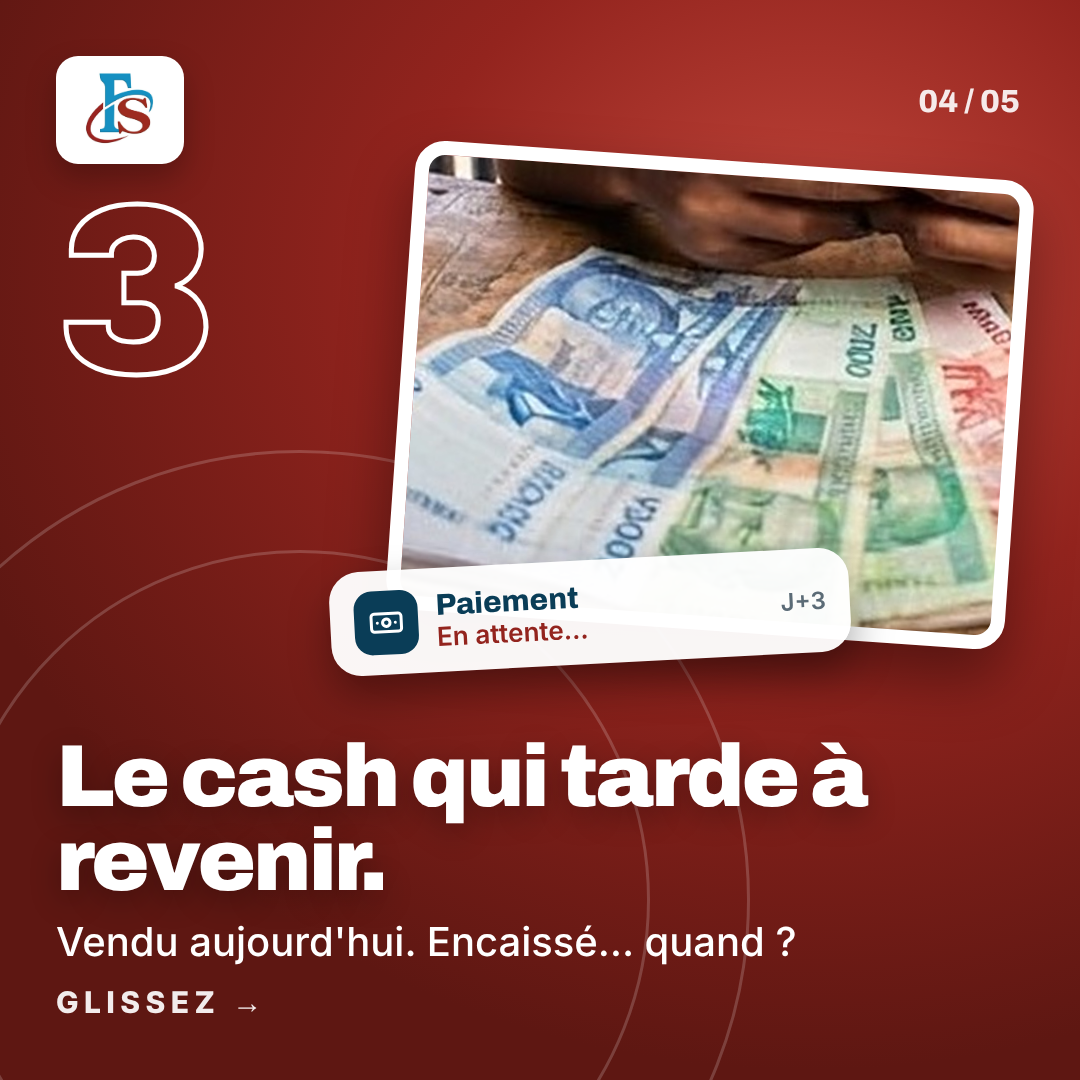 FS
04 / 05
3
Paiement
J+3
En attente...
Le cash qui tarde à
revenir.
Vendu aujourd'hui. Encaissé... quand ?
GLISSEZ →